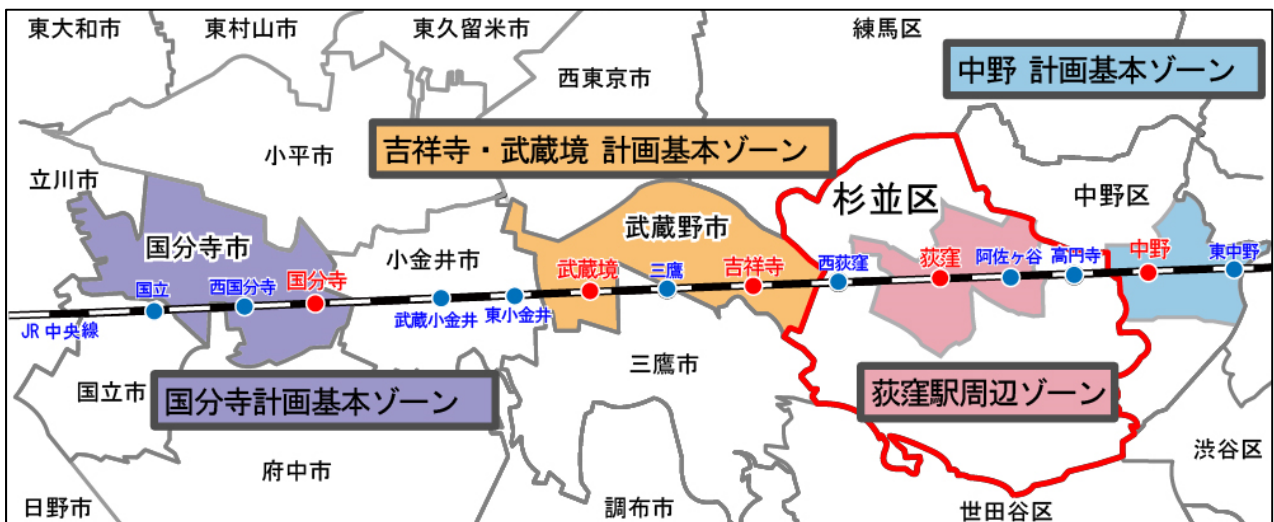 東大和市
東村山市
東久留米市
練馬区
西東京市
中野 計画基本ゾーン
吉祥寺・武蔵境 計画基本ゾーン
小平市
立川市
杉並区
中野区
国分寺市
武蔵野市
小金井市
国立
西国分寺
国分寺
武蔵小金井
東小金井
武蔵境
三鷹
吉祥寺
西荻窪
荻窪
阿佐ヶ谷
高円寺
中野
東中野
JR 中央線
国立市
国分寺計画基本ゾーン
三鷹市
荻窪駅周辺ゾーン
渋谷区
府中市
日野市
調布市
世田谷区